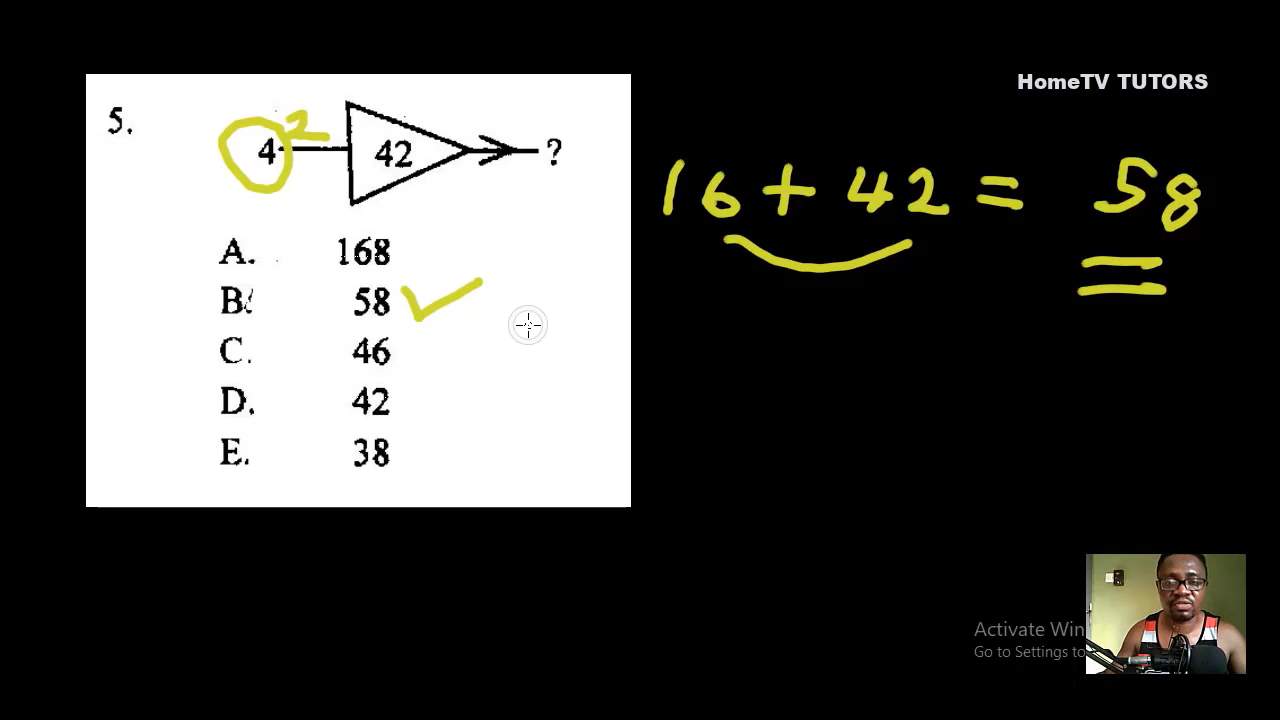 HomeTV TUTORS
5.
4 2 42 ?
16 + 42 = 58
A. 168
B. 58
C. 46
D. 42
E. 38
Activate Win
Go to Settings to